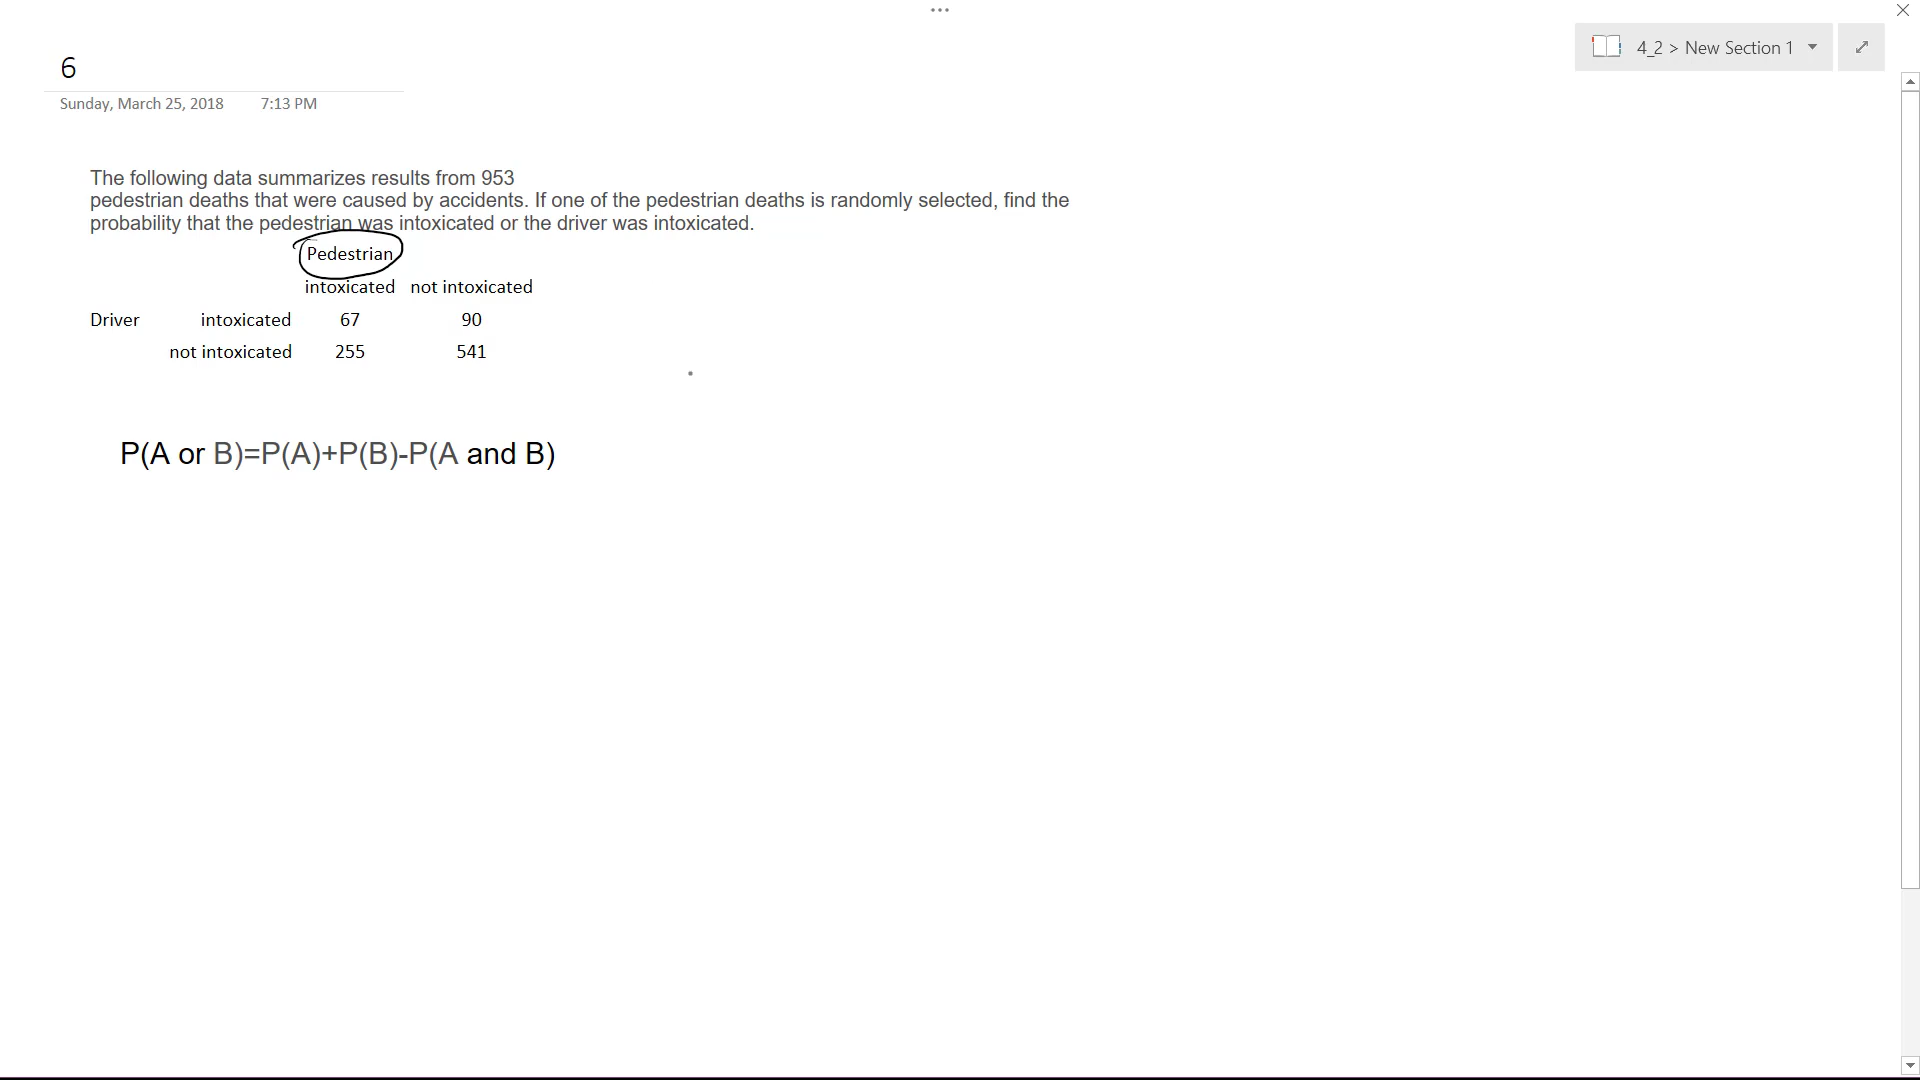 4_2 > New Section 1
6
Sunday, March 25, 2018 7:13 PM
The following data summarizes results from 953
pedestrian deaths that were caused by accidents. If one of the pedestrian deaths is randomly selected, find the
probability that the pedestrian was intoxicated or the driver was intoxicated.
Pedestrian
intoxicated not intoxicated
Driver intoxicated 67 90
not intoxicated 255 541
P(A or B)=P(A)+P(B)-P(A and B)